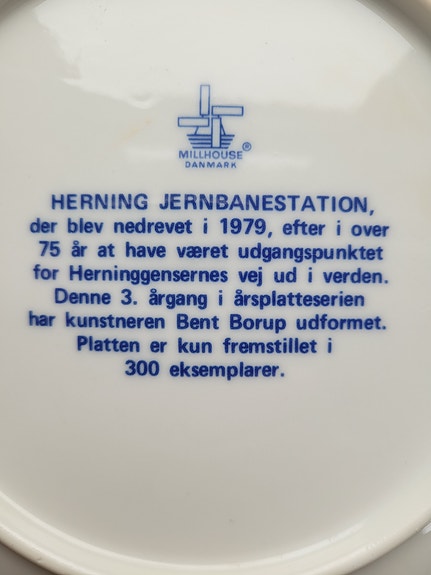 MILLHOUSE ®
DANMARK
HERNING JERNBANESTATION,
der blev nedrevet i 1979, efter i over
75 år at have været udgangspunktet
for Herninggensernes vej ud i verden.
Denne 3. årgang i årsplatteserien
har kunstneren Bent Borup udformet.
Platten er kun fremstillet i
300 eksemplarer.